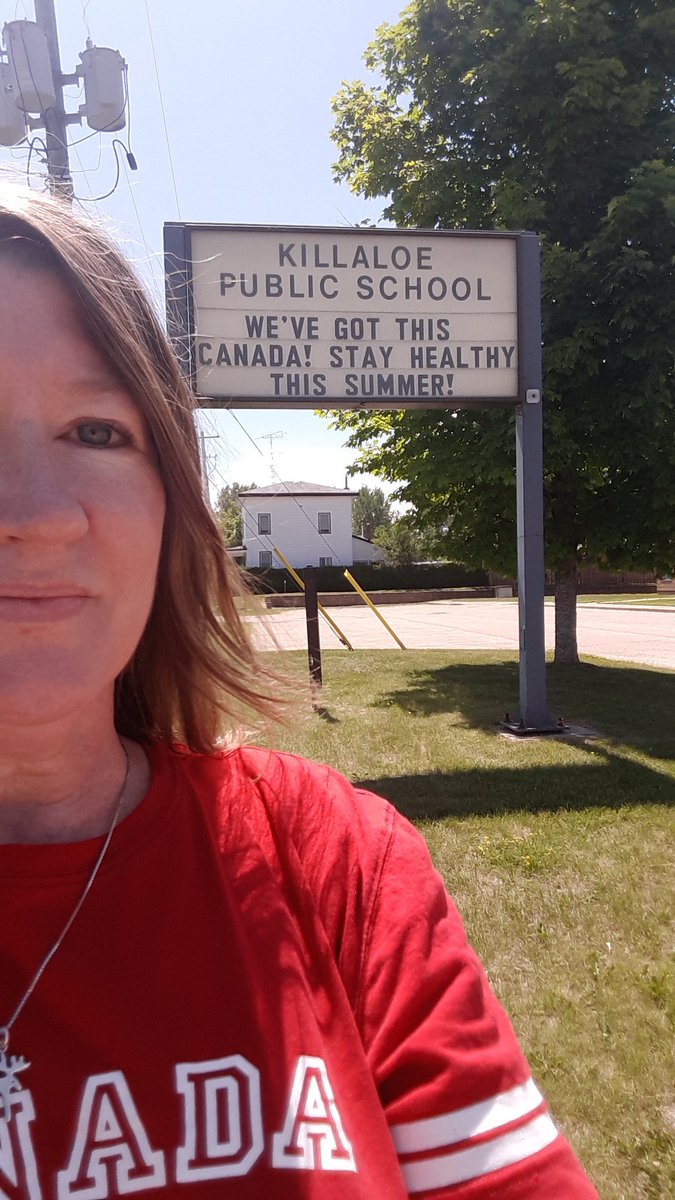 KILLALOE
PUBLIC SCHOOL
WE'VE GOT THIS
CANADA! STAY HEALTHY
THIS SUMMER!
NADA